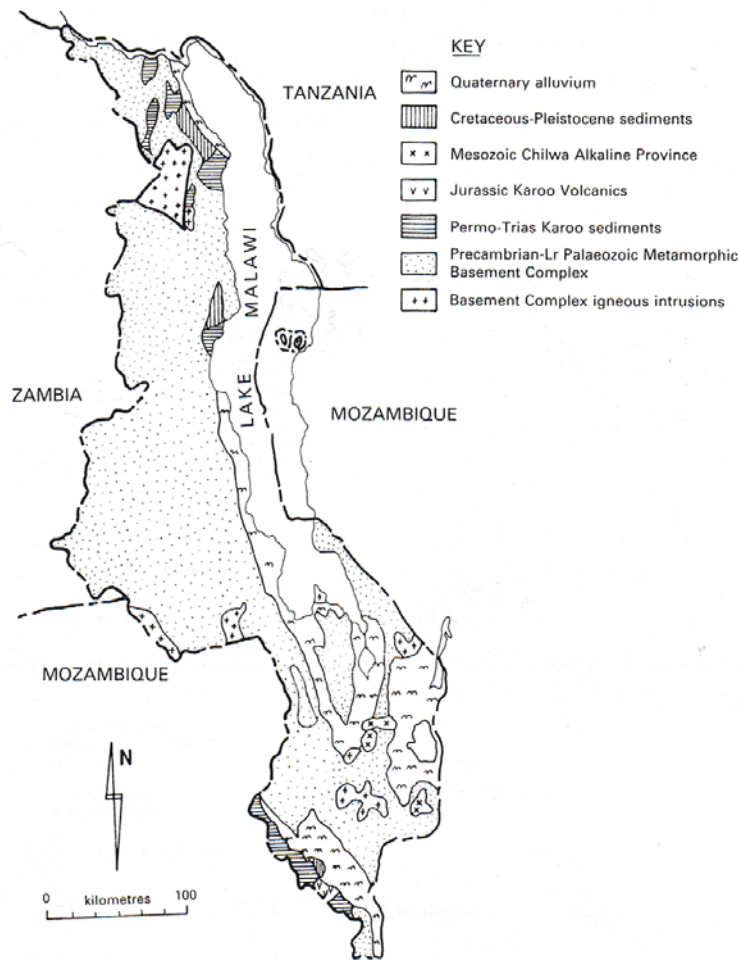 KEY
Quaternary alluvium
Cretaceous-Pleistocene sediments
Mesozoic Chilwa Alkaline Province
Jurassic Karoo Volcanics
Permo-Trias Karoo sediments
Precambrian-Lr Palaeozoic Metamorphic
Basement Complex
Basement Complex igneous intrusions
TANZANIA
LAKE MALAWI
ZAMBIA
MOZAMBIQUE
MOZAMBIQUE
N
0 kilometres 100